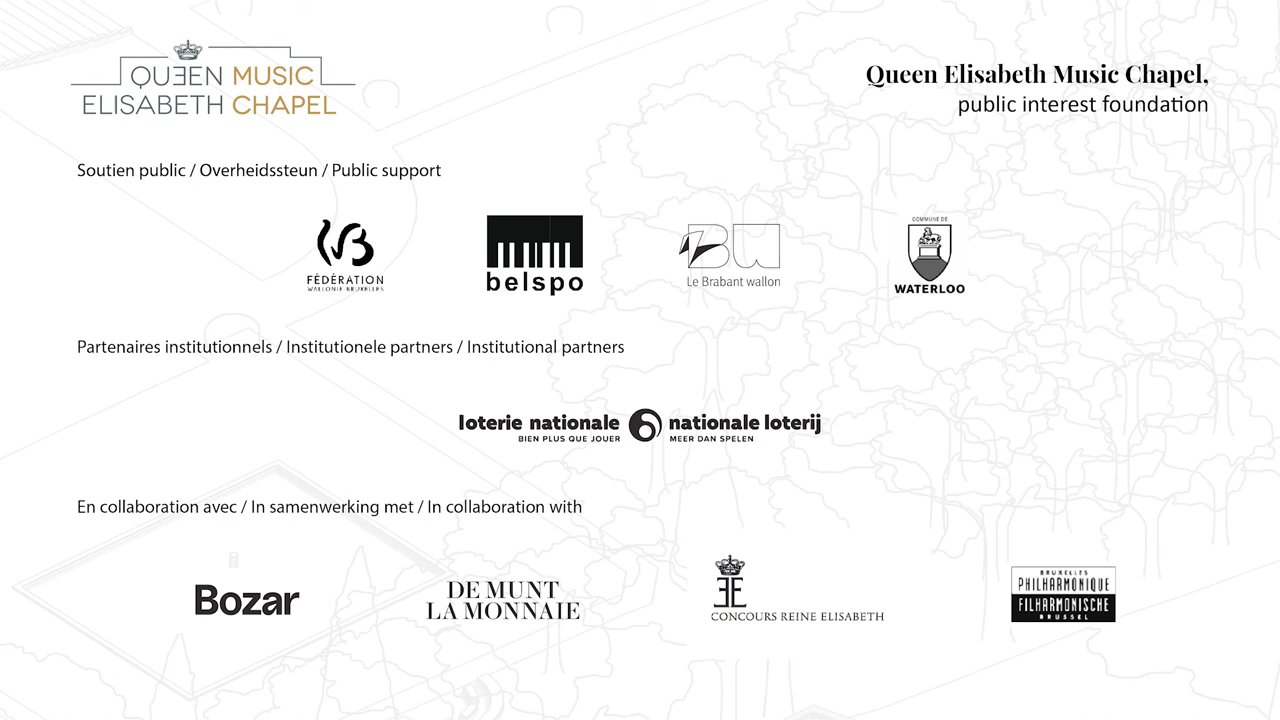 QUEEN MUSIC
ELISABETH CHAPEL
Queen Elisabeth Music Chapel,
public interest foundation
Soutien public / Overheidssteun / Public support
FÉDÉRATION
WALLONIE-BRUXELLES
belspo
BW
Le Brabant wallon
COMMUNE DE
WATERLOO
Partenaires institutionnels / Institutionele partners / Institutional partners
loterie nationale nationale loterij
BIEN PLUS QUE JOUER MEER DAN SPELEN
En collaboration avec / In samenwerking met / In collaboration with
Bozar
DE MUNT
LA MONNAIE
CONCOURS REINE ELISABETH
BRUXELLES
PHILHARMONIQUE
FILHARMONISCHE
BRUSSEL